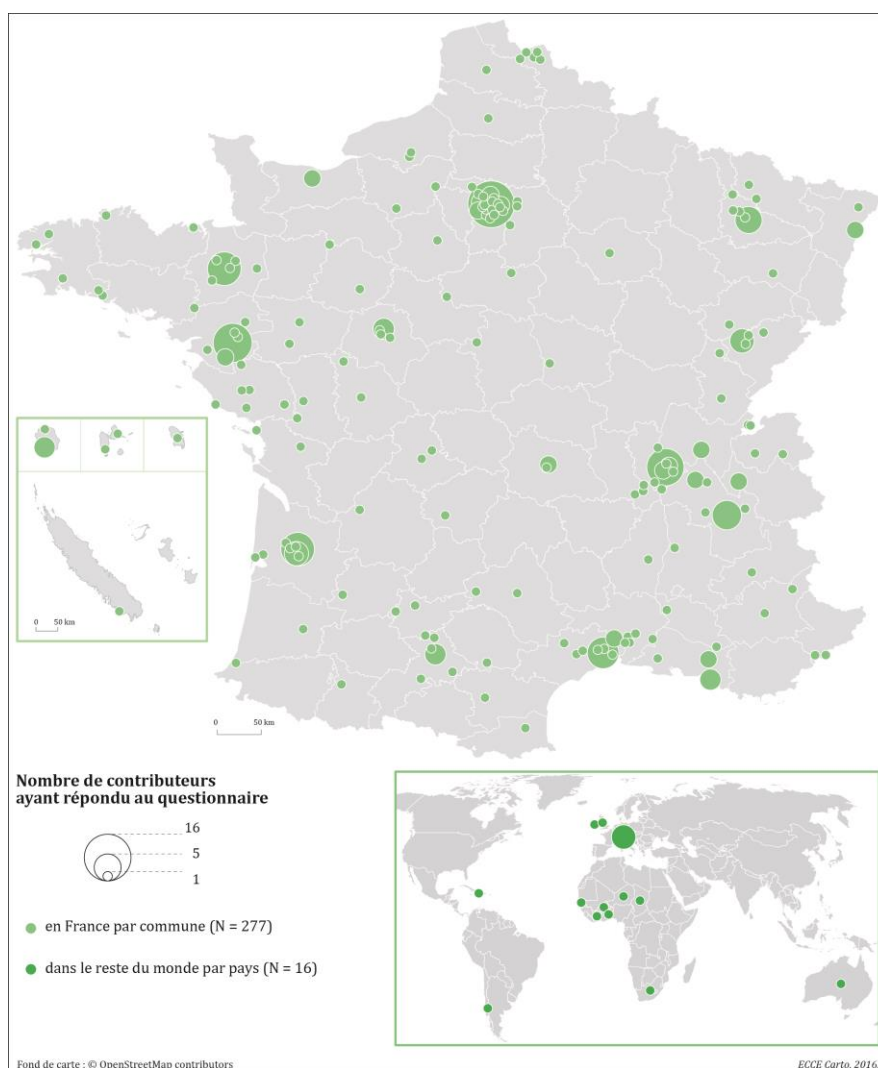 0 50 km
0 50 km
Nombre de contributeurs
ayant répondu au questionnaire
16
5
1
en France par commune (N = 277)
dans le reste du monde par pays (N = 16)
Fond de carte : © OpenStreetMap contributors
ECCE Carto, 2016.